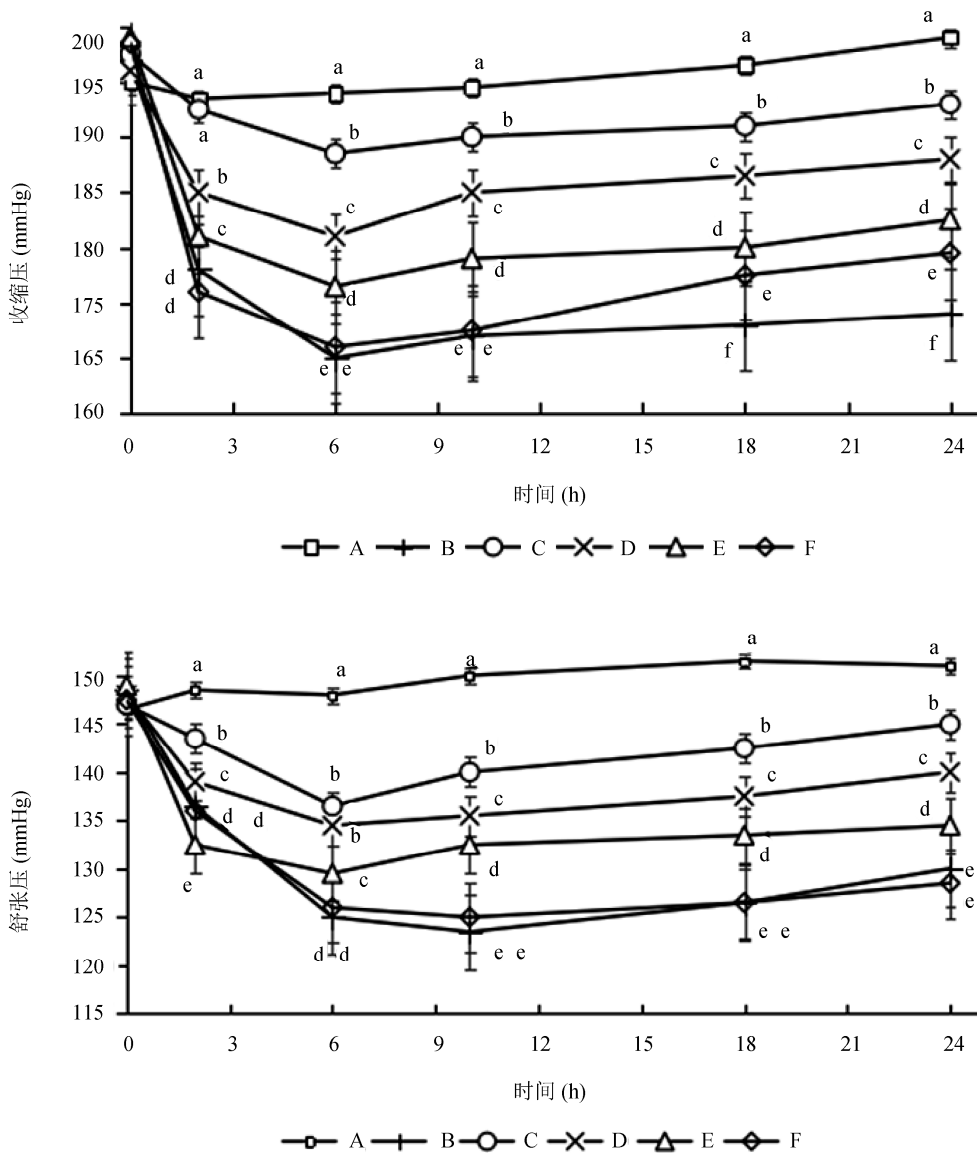 a
200
a
a
a
a
195
b
b
b
b
190
a
c
b
c
185
c
c
d
c
d
180
d
d
d
e
d
175
e
e e
e e
f
f
165
160
0 3 6 9 12 15 18 21 24
收缩压 (mmHg)
时间 (h)
A B C D E F
a
a
a
a
a
150
b
b
b
145
b
b
c
140
c
c
c
d
135
d d
b
d
d
130
e
c
e
125
e
e e
d d
e e
120
115
0 3 6 9 12 15 18 21 24
舒张压 (mmHg)
时间 (h)
A B C D E F